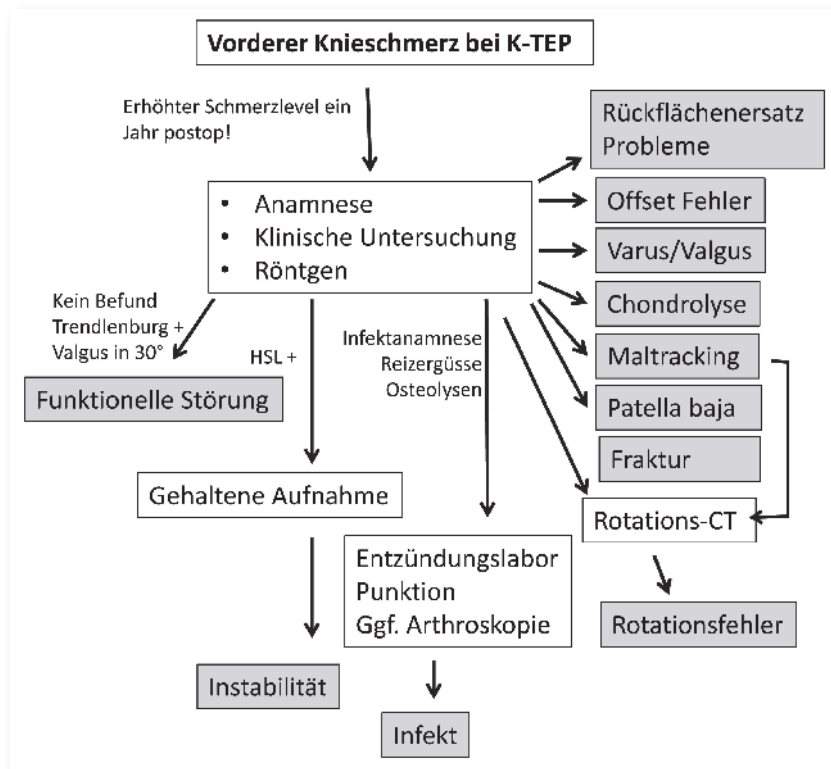 Vorderer Knieschmerz bei K-TEP
Erhöhter Schmerzlevel ein
Jahr postop!
• Anamnese
• Klinische Untersuchung
• Röntgen
Rückflächenersatz
Probleme
Offset Fehler
Varus/Valgus
Chondrolyse
Maltracking
Patella baja
Fraktur
Kein Befund
Trendlenburg +
Valgus in 30°
Funktionelle Störung
HSL +
Infektanamnese
Reizergüsse
Osteolysen
Gehaltene Aufnahme
Rotations-CT
Entzündungslabor
Punktion
Ggf. Arthroskopie
Rotationsfehler
Instabilität
Infekt